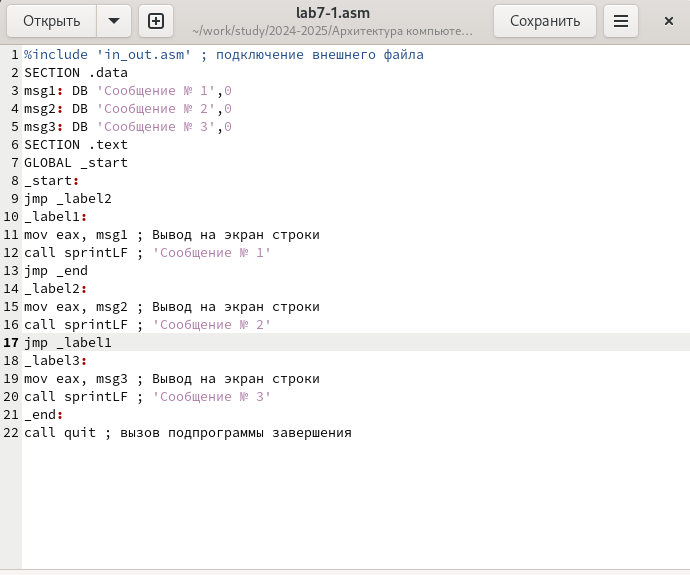 Открыть
lab7-1.asm
~/work/study/2024-2025/Архитектура компьюте…
Сохранить
1 %include 'in_out.asm' ; подключение внешнего файла
2 SECTION .data
3 msg1: DB 'Сообщение № 1',0
4 msg2: DB 'Сообщение № 2',0
5 msg3: DB 'Сообщение № 3',0
6 SECTION .text
7 GLOBAL _start
8 _start:
9 jmp _label2
10 _label1:
11 mov eax, msg1 ; Вывод на экран строки
12 call sprintLF ; 'Сообщение № 1'
13 jmp _end
14 _label2:
15 mov eax, msg2 ; Вывод на экран строки
16 call sprintLF ; 'Сообщение № 2'
17 jmp _label1
18 _label3:
19 mov eax, msg3 ; Вывод на экран строки
20 call sprintLF ; 'Сообщение № 3'
21 _end:
22 call quit ; вызов подпрограммы завершения